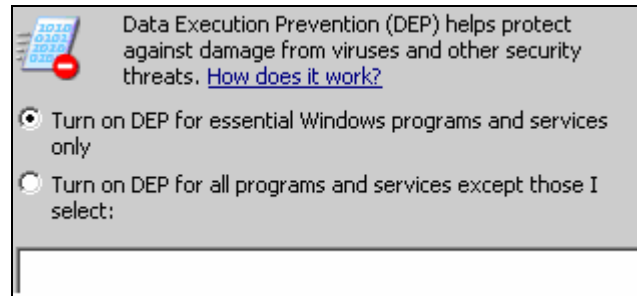 Data Execution Prevention (DEP) helps protect
against damage from viruses and other security
threats. How does it work?
Turn on DEP for essential Windows programs and services
only
Turn on DEP for all programs and services except those I
select: